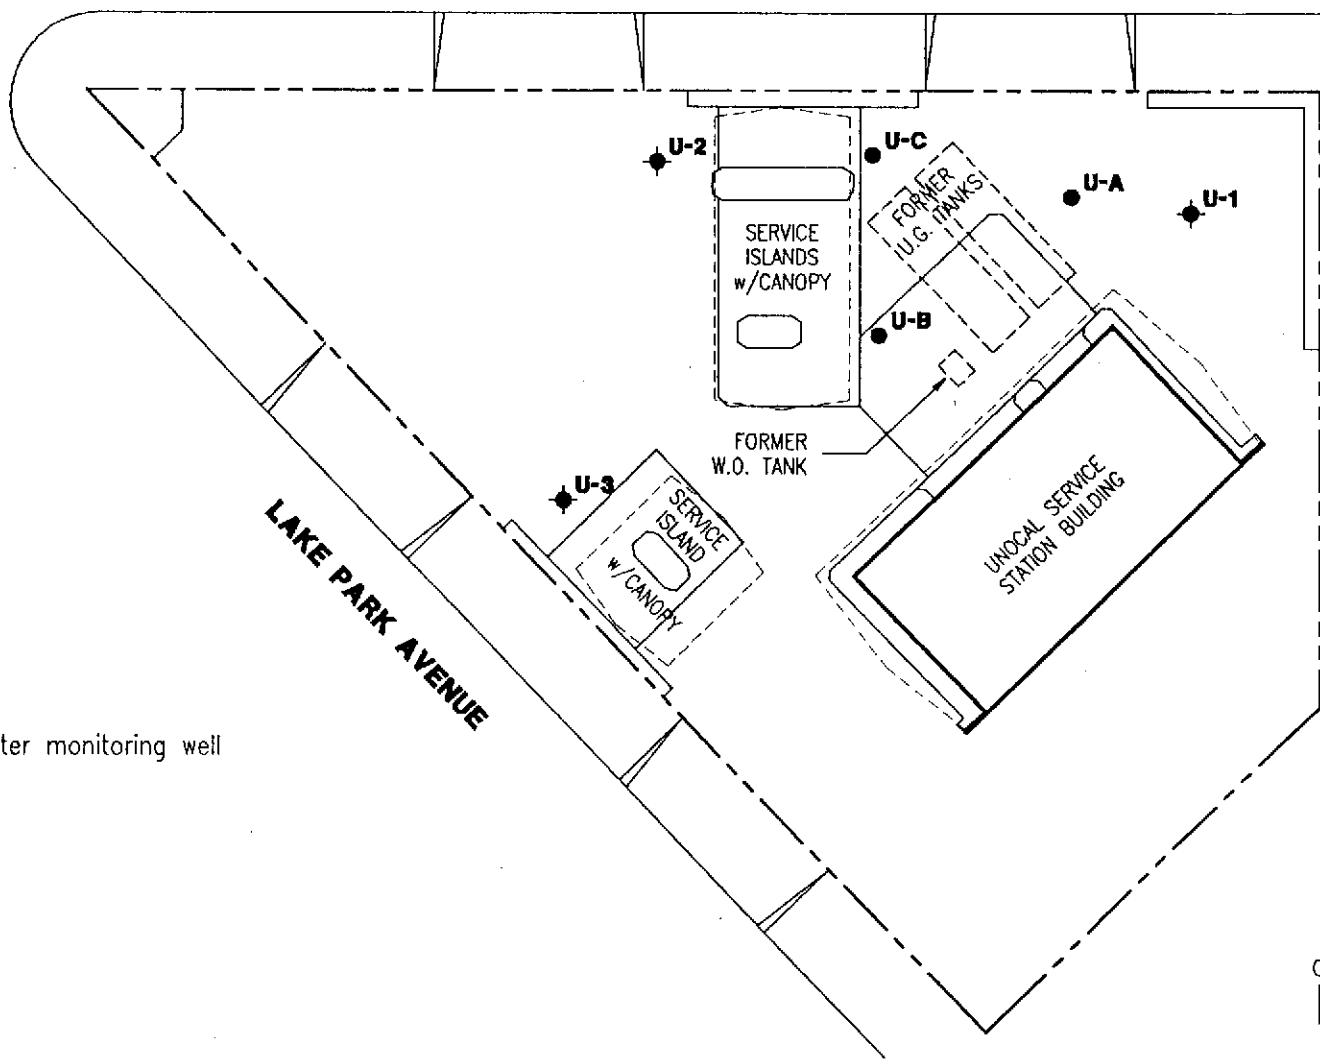 U-2
U-C
U-A
U-1
FORMER
U.G. TANKS
SERVICE
ISLANDS
w/CANOPY
U-B
FORMER
W.O. TANK
U-3
SERVICE
ISLAND
w/CANOPY
UNOCAL SERVICE
STATION BUILDING
LAKE PARK AVENUE
ter monitoring well